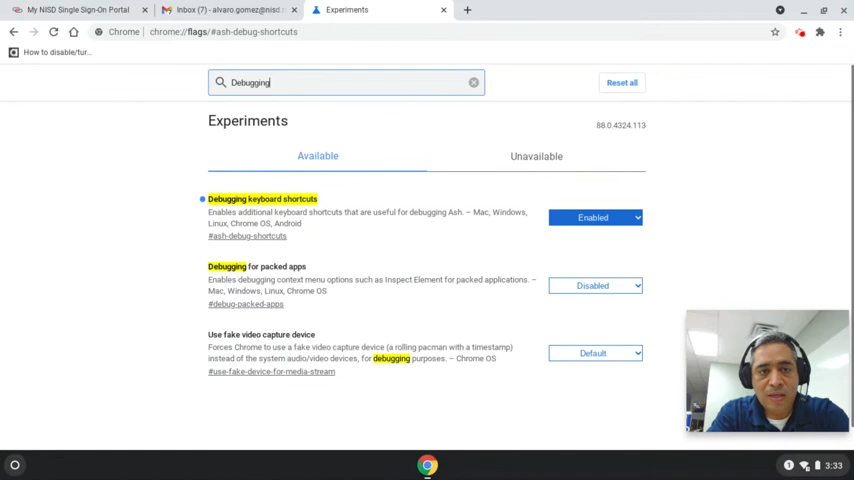 My NISD Single Sign-On Portal
Inbox (7) - alvaro.gomez@nisd.n
Experiments
Chrome
chrome://flags/#ash-debug-shortcuts
How to disable/tur...
Debugging
Reset all
Experiments
88.0.4324.113
Available
Unavailable
Debugging keyboard shortcuts
Enables additional keyboard shortcuts that are useful for debugging Ash. – Mac, Windows,
Linux, Chrome OS, Android
#ash-debug-shortcuts
Enabled
Debugging for packed apps
Enables debugging context menu options such as Inspect Element for packed applications. –
Mac, Windows, Linux, Chrome OS
#debug-packed-apps
Disabled
Use fake video capture device
Forces Chrome to use a fake video capture device (a rolling pacman with a timestamp)
instead of the system audio/video devices, for debugging purposes. – Chrome OS
#use-fake-device-for-media-stream
Default
1
3:33